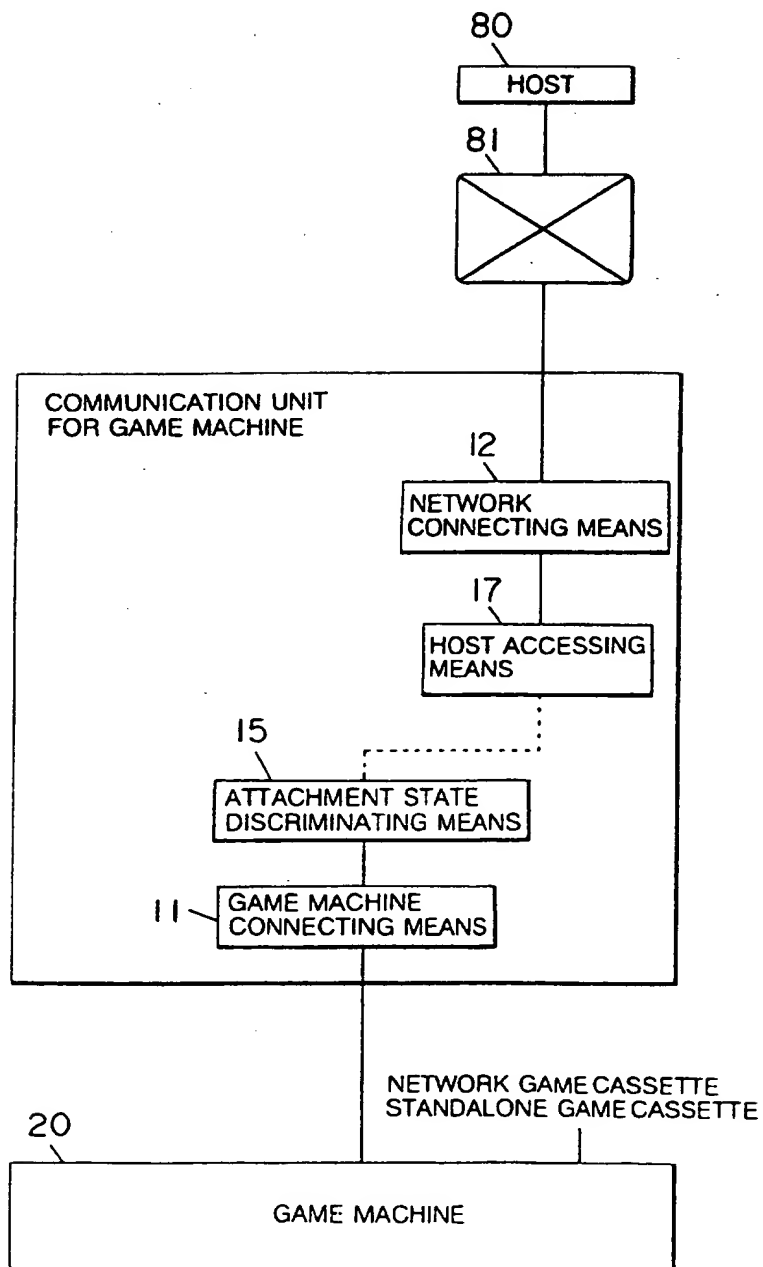 80
HOST
81
COMMUNICATION UNIT
FOR GAME MACHINE
12
NETWORK
CONNECTING MEANS
17
HOST ACCESSING
MEANS
15
ATTACHMENT STATE
DISCRIMINATING MEANS
11
GAME MACHINE
CONNECTING MEANS
NETWORK GAME CASSETTE
STANDALONE GAME CASSETTE
20
GAME MACHINE